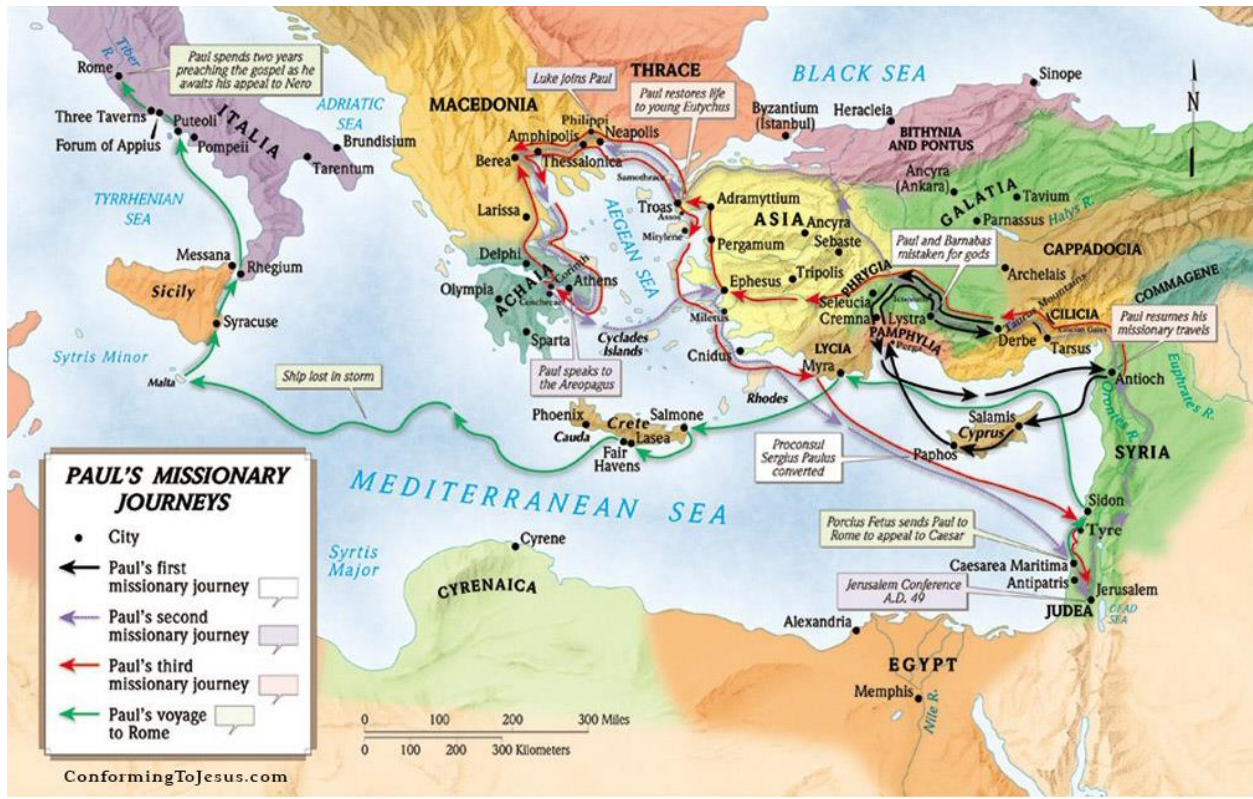 Tiber
R.
Rome
Paul spends two years
preaching the gospel as he
awaits his appeal to Nero
ADRIATIC
SEA
Three Taverns
Forum of Appius
Puteoli
Pompeii
ITALIA
Brundisium
Tarentum
TYRRHENIAN
SEA
Messana
Rhegium
Sicily
Syracuse
Sytris Minor
Malta
Ship lost in storm
MACEDONIA
Luke joins Paul
THRACE
Paul restores life
to young Eutychus
Philippi
Neapolis
Amphipolis
Thessalonica
Berea
Samothrace
Larissa
AEGEAN SEA
Delphi
Olympia
ACHAIA
Corinth
Cenchreae
Athens
Sparta
Cyclades
Islands
Paul speaks to
the Areopagus
BLACK SEA
Byzantium
(Istanbul)
Heracleia
Sinope
N
BITHYNIA
AND PONTUS
Ancyra
(Ankara)
GALATIA
Tavium
Parnassus
Halys R.
Troas
Assos
Mitylene
Adramyttium
ASIA
Ancyra
Sebaste
Pergamum
Paul and Barnabas
mistaken for gods
CAPPADOCIA
Archelais
COMMAGENE
Ephesus
Tripolis
PHRYGIA
Iconium
Seleucia
Cremna
Lystra
Taurus Mountains
CILICIA
Cilician Gates
Derbe
Tarsus
Paul resumes his
missionary travels
Miletus
PAMPHYLIA
Perga
Cnidus
LYCIA
Myra
Rhodes
Antioch
Orontes R.
Euphrates R.
Salamis
Cyprus
Paphos
SYRIA
Phoenix
Cauda
Crete
Salmone
Lasea
Fair
Havens
Proconsul
Sergius Paulus
converted
MEDITERRANEAN SEA
Sidon
Tyre
Porcius Fetus sends Paul to
Rome to appeal to Caesar
Caesarea Maritima
Antipatris
Jerusalem Conference
A.D. 49
Jerusalem
JUDEA
DEAD
SEA
Syrtis
Major
Cyrene
CYRENAICA
Alexandria
EGYPT
Memphis
Nile R.
PAUL'S MISSIONARY
JOURNEYS
City
Paul's first
missionary journey
Paul's second
missionary journey
Paul's third
missionary journey
Paul's voyage
to Rome
0 100 200 300 Miles
0 100 200 300 Kilometers
ConformingToJesus.com